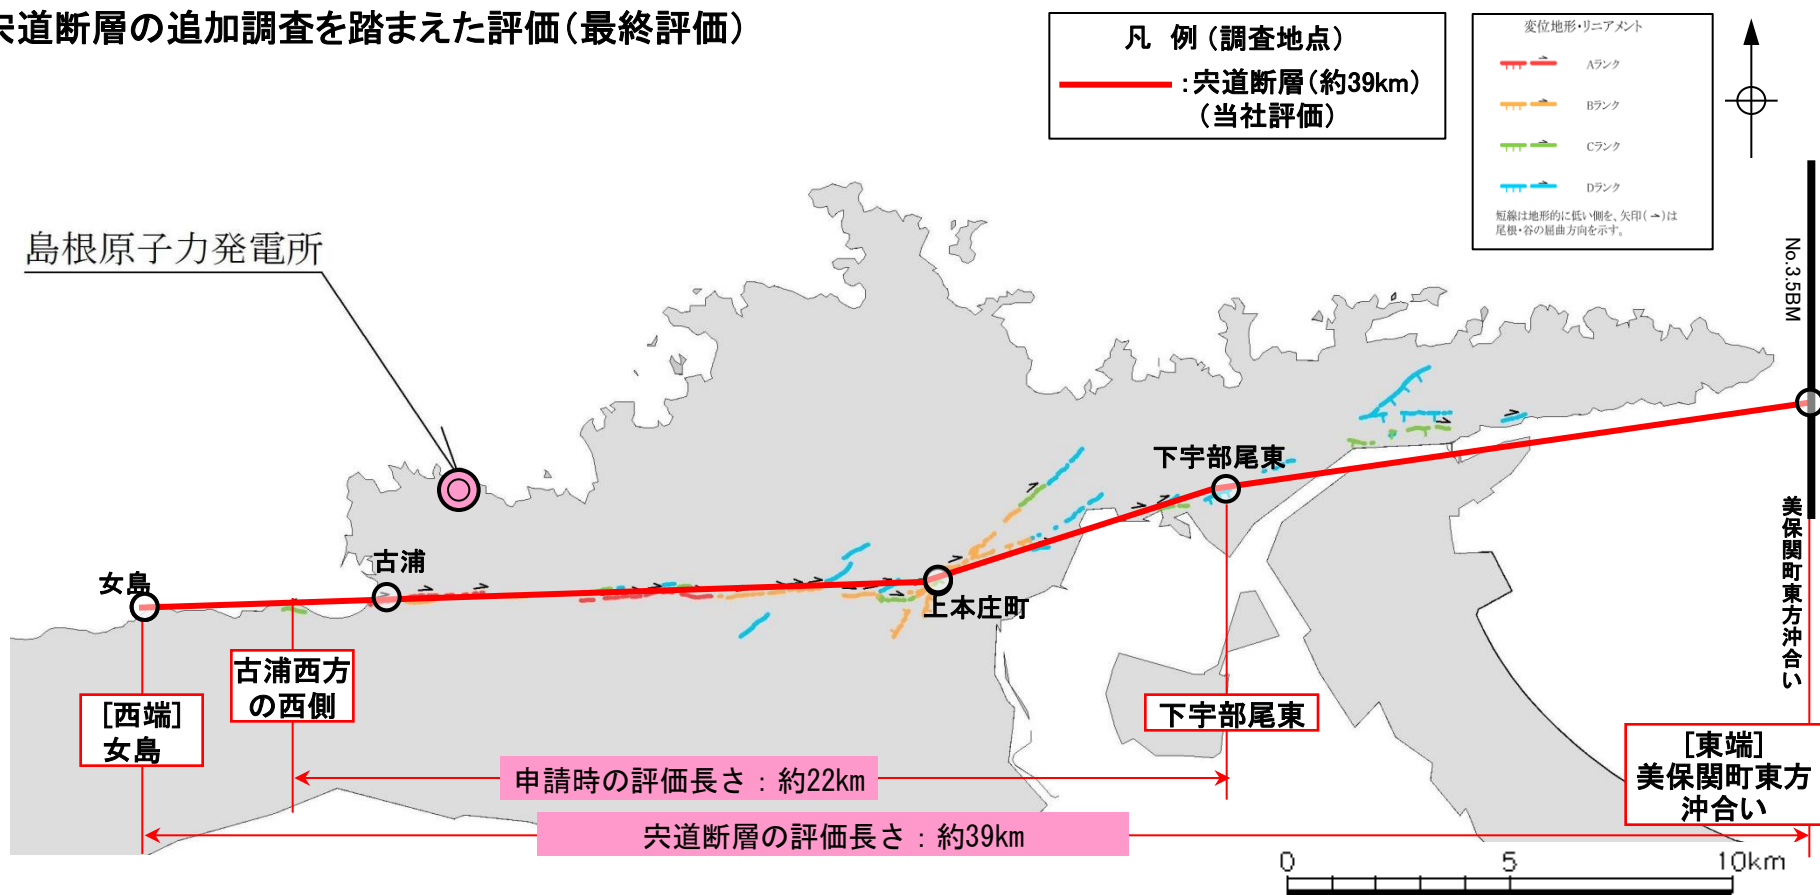 宍道断層の追加調査を踏まえた評価(最終評価)
凡 例(調査地点)
:宍道断層(約39km)
(当社評価)
変位地形・リニアメント
Aランク
Bランク
Cランク
Dランク
短線は地形的に低い側を、矢印(→)は
尾根・谷の屈曲方向を示す。
No.3.5BM
島根原子力発電所
下宇部尾東
古浦
女島
上本庄町
美保関町東方沖合い
古浦西方
の西側
[西端]
女島
下宇部尾東
[東端]
美保関町東方
沖合い
申請時の評価長さ:約22km
宍道断層の評価長さ:約39km
0 5 10km